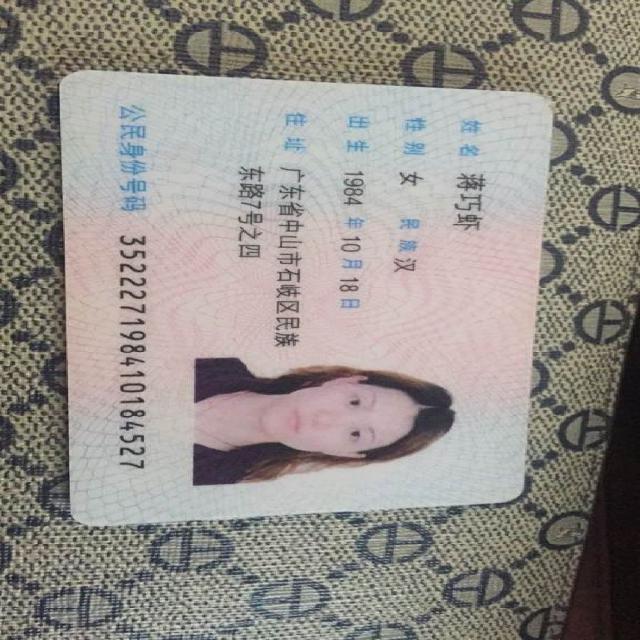 姓名 蒋巧虾
性别 女 民族 汉
出生 1984 年 10 月 18 日
住址 广东省中山市石岐区民族
东路7号之四
公民身份号码 352227198410184527